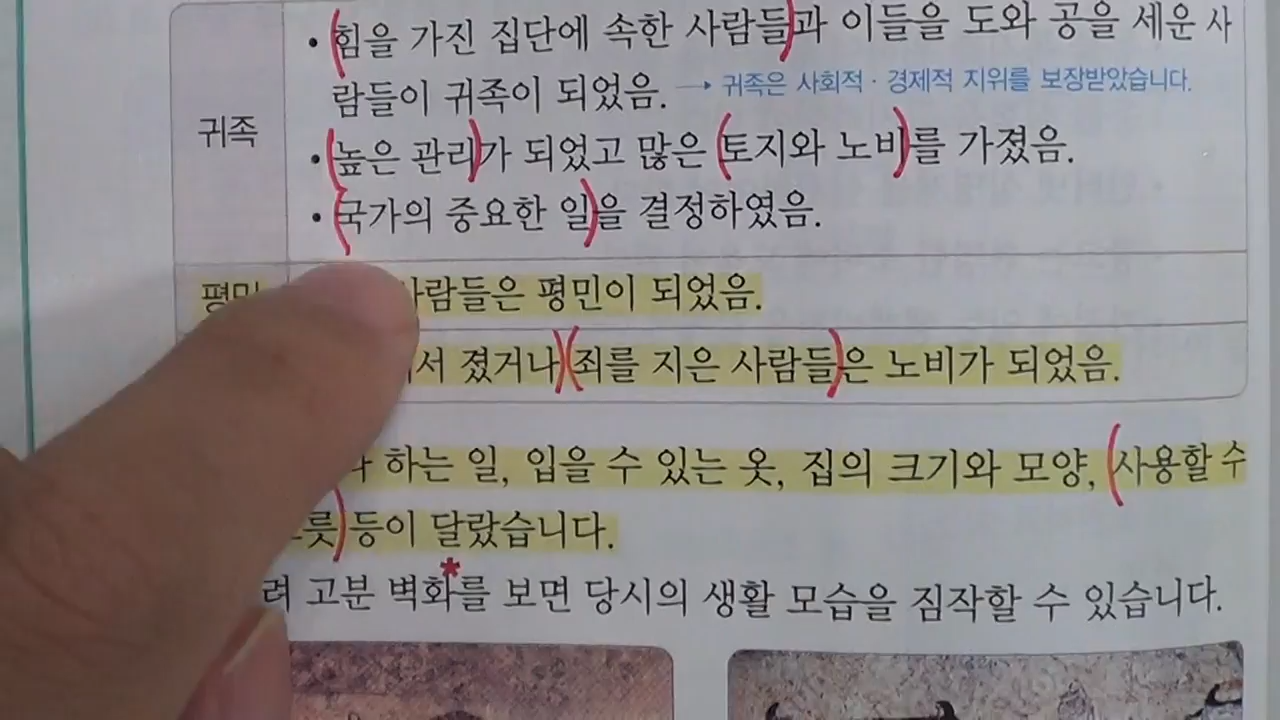 • 힘을 가진 집단에 속한 사람들과 이들을 도와 공을 세운 사
람들이 귀족이 되었음. → 귀족은 사회적 · 경제적 지위를 보장받았습니다.
귀족
• 높은 관리가 되었고 많은 토지와 노비를 가졌음.
• 국가의 중요한 일을 결정하였음.
평민 사람들은 평민이 되었음.
졌거나 죄를 지은 사람들은 노비가 되었음.
하는 일, 입을 수 있는 옷, 집의 크기와 모양, 사용할 수
등이 달랐습니다.
고분 벽화*를 보면 당시의 생활 모습을 짐작할 수 있습니다.